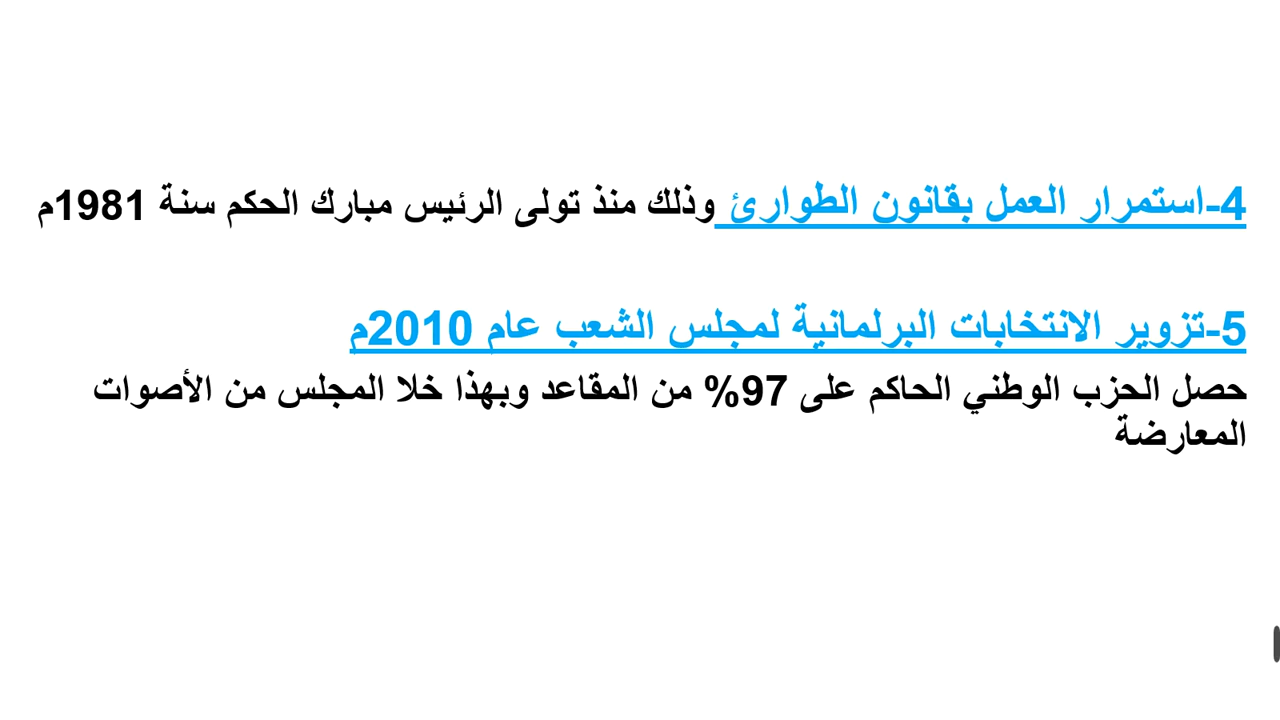 4-استمرار العمل بقانون الطوارئ وذلك منذ تولى الرئيس مبارك الحكم سنة 1981م
5-تزوير الانتخابات البرلمانية لمجلس الشعب عام 2010م
حصل الحزب الوطني الحاكم على 97% من المقاعد وبهذا خلا المجلس من الأصوات
المعارضة